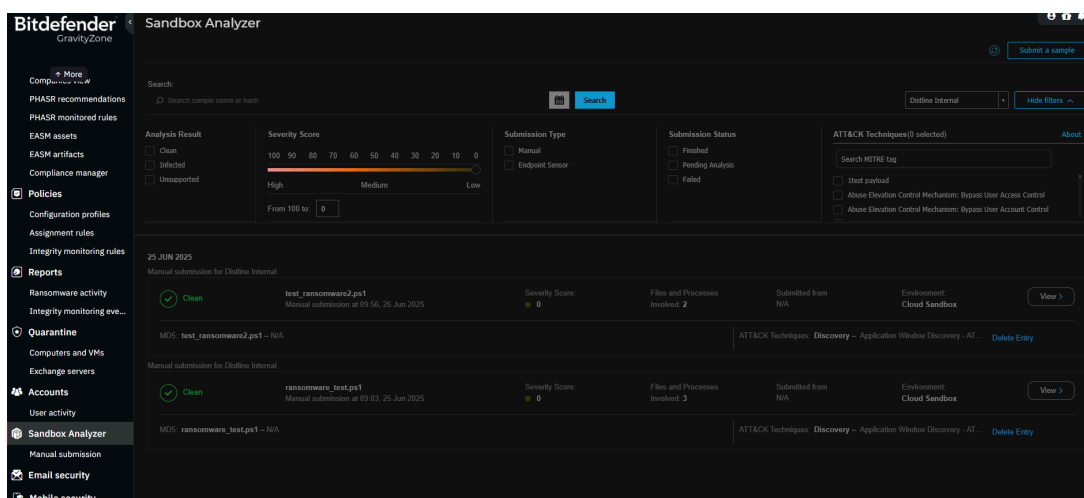 Bitdefender
GravityZone
Sandbox Analyzer
Submit a sample
More
Companies view
PHASR recommendations
PHASR monitored rules
EASM assets
EASM artifacts
Compliance manager
Policies
Configuration profiles
Assignment rules
Integrity monitoring rules
Reports
Ransomware activity
Integrity monitoring eve...
Quarantine
Computers and VMs
Exchange servers
Accounts
User activity
Sandbox Analyzer
Manual submission
Email security
Mobile security
Search:
Search sample name or hash
Search
Distline Internal
Hide filters
Analysis Result
Clean
Infected
Unsupported
Severity Score
100 90 80 70 60 50 40 30 20 10 0
High Medium Low
From 100 to: 0
Submission Type
Manual
Endpoint Sensor
Submission Status
Finished
Pending Analysis
Failed
ATT&CK Techniques(0 selected) About
Search MITRE tag
1test payload
Abuse Elevation Control Mechanism: Bypass User Access Control
Abuse Elevation Control Mechanism: Bypass User Account Control
25 JUN 2025
Manual submission for Distline Internal
Clean
test_ransomware2.ps1
Manual submission at 09:56, 25 Jun 2025
Severity Score:
0
Files and Processes
Involved: 2
Submitted from
N/A
Environment:
Cloud Sandbox
View
MD5: test_ransomware2.ps1 – N/A
ATT&CK Techniques: Discovery – Application Window Discovery - AT...
Delete Entry
Manual submission for Distline Internal
Clean
ransomware_test.ps1
Manual submission at 09:03, 25 Jun 2025
Severity Score:
0
Files and Processes
Involved: 3
Submitted from
N/A
Environment:
Cloud Sandbox
View
MD5: ransomware_test.ps1 – N/A
ATT&CK Techniques: Discovery – Application Window Discovery - AT...
Delete Entry